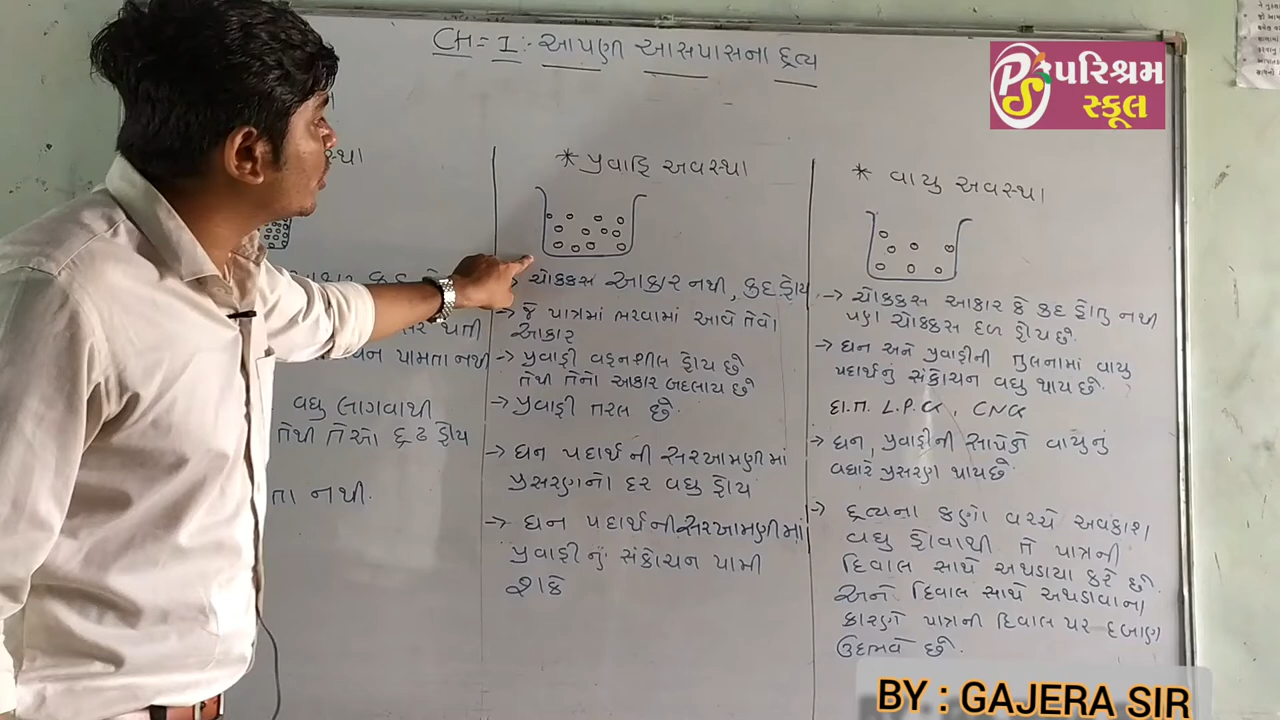 CH = 1 :- આપણી આસપાસના દ્રવ્ય
પરિશ્રમ
સ્કૂલ
સ્થા
વધુ લાગવાથી
તેથી તેઓ દ્રઢ હોય
તા નથી.
* પ્રવાહિ અવસ્થા
ચોક્કસ આકાર નથી, કદ હોય
→ જે પાત્રમાં ભરવામાં આવે તેવો
આકાર
→ પ્રવાહી વહનશીલ હોય છે
તેથી તેનો આકાર બદલાય છે
→ પ્રવાહી તરલ છે.
→ ઘન પદાર્થની સરખામણીમાં
પ્રસરણનો દર વધુ હોય
→ ઘન પદાર્થની સરખામણીમાં
પ્રવાહીનું સંકોચન પામી
શકે
* વાયુ અવસ્થા
→ ચોક્કસ આકાર કે કદ હોતુ નથી
પણ ચોક્કસ દળ હોય છે.
→ ઘન અને પ્રવાહીની તુલનામાં વાયુ
પદાર્થનું સંકોચન વધુ થાય છે.
દા.ત. L.P.G, CNG
→ ઘન, પ્રવાહીની સાપેક્ષે વાયુનું
વધારે પ્રસરણ થાય છે.
→ દ્રવ્યના કણો વચ્ચે અવકાશ
વધુ હોવાથી તે પાત્રની
દિવાલ સાથે અથડાયા કરે છે.
અને દિવાલ સાથે અથડાવાના
કારણે પાત્રની દિવાલ પર દબાણ
ઉદભવે છે.
BY : GAJERA SIR